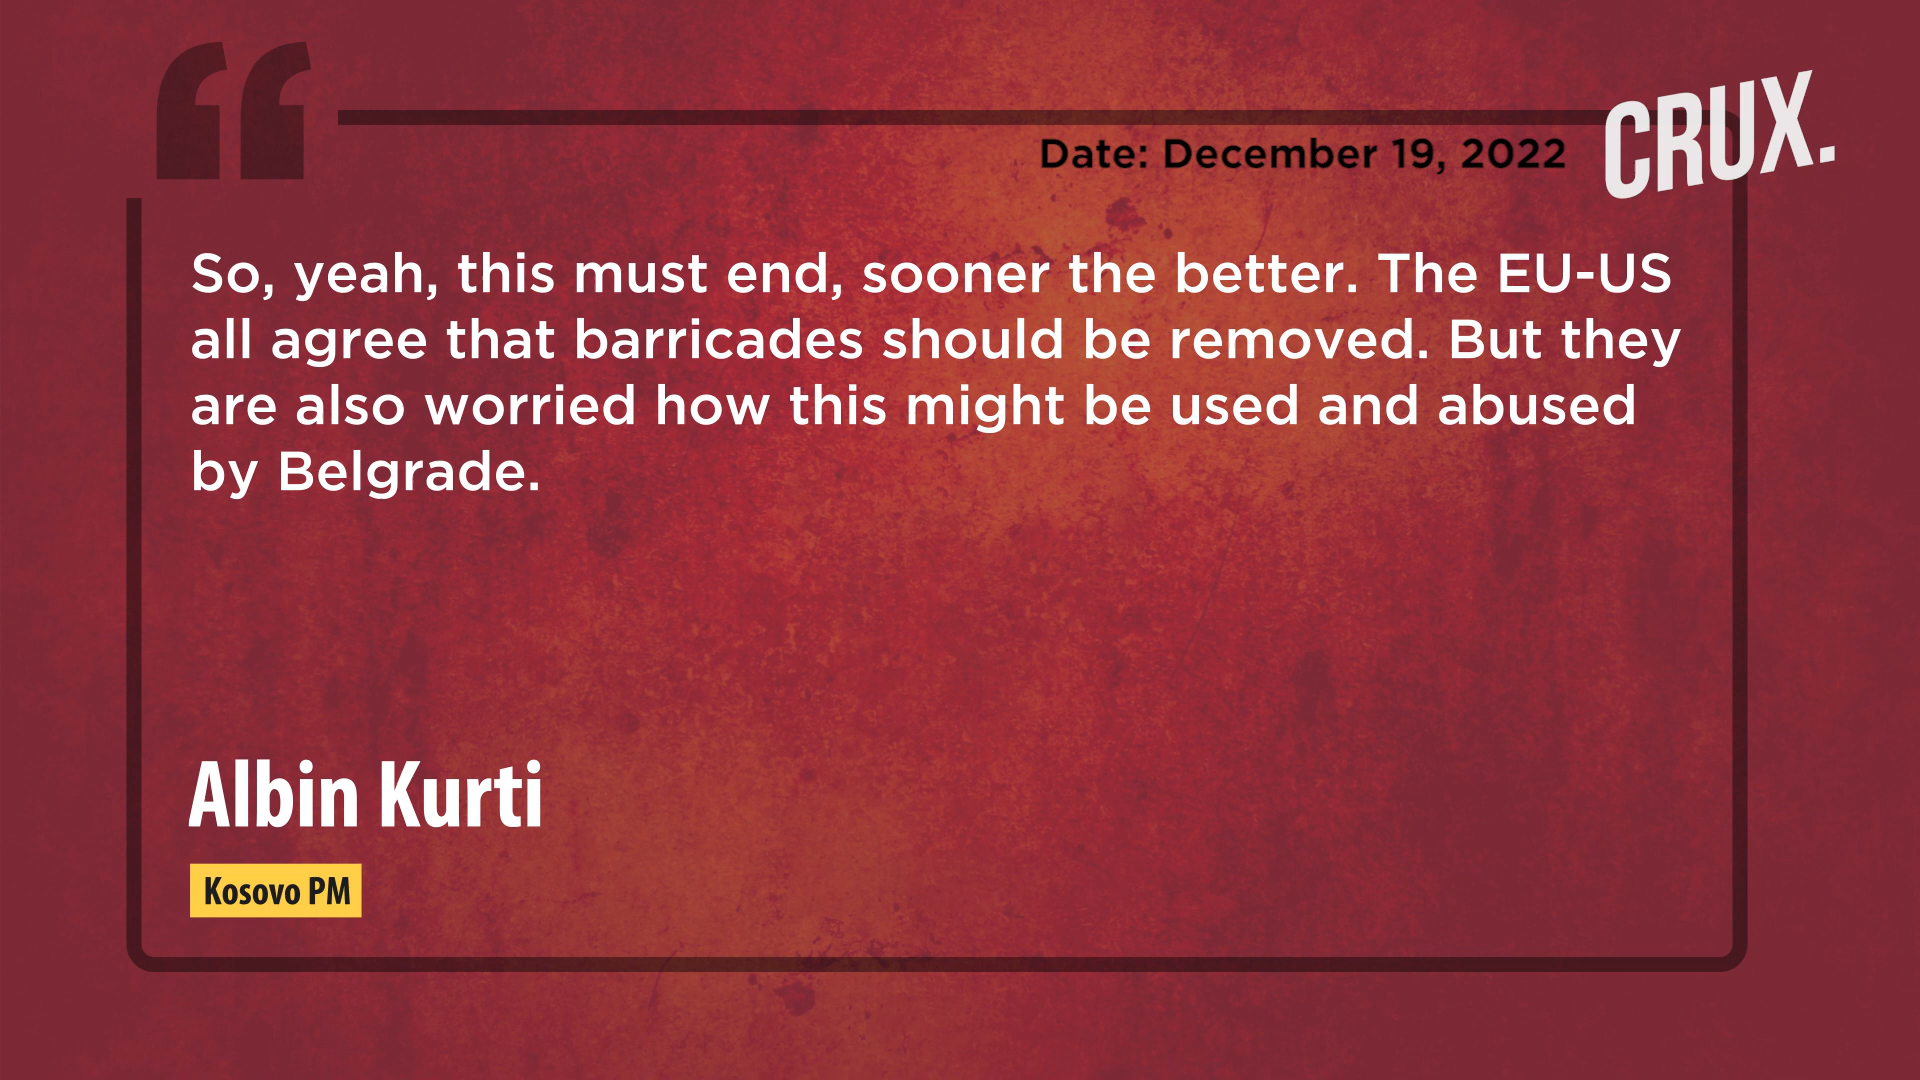 “
CRUX.
Date: December 19, 2022
So, yeah, this must end, sooner the better. The EU-US
all agree that barricades should be removed. But they
are also worried how this might be used and abused
by Belgrade.
Albin Kurti
Kosovo PM